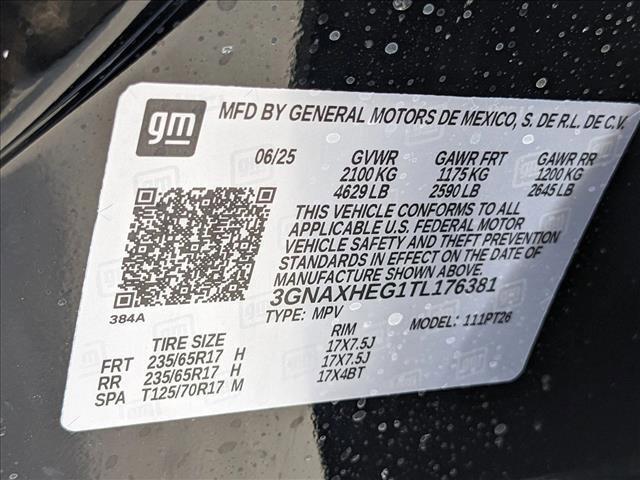 gm
MFD BY GENERAL MOTORS DE MEXICO, S. DE R.L. DE C.V.
06/25 GVWR GAWR FRT GAWR RR
2100 KG 1175 KG 1200 KG
4629 LB 2590 LB 2645 LB
THIS VEHICLE CONFORMS TO ALL
APPLICABLE U.S. FEDERAL MOTOR
VEHICLE SAFETY AND THEFT PREVENTION
STANDARDS IN EFFECT ON THE DATE
OF MANUFACTURE SHOWN ABOVE.
3GNAXHEG1TL176381
384A TYPE: MPV MODEL: 111PT26
TIRE SIZE RIM
FRT 235/65R17 H 17X7.5J
RR 235/65R17 H 17X7.5J
SPA T125/70R17 M 17X4BT